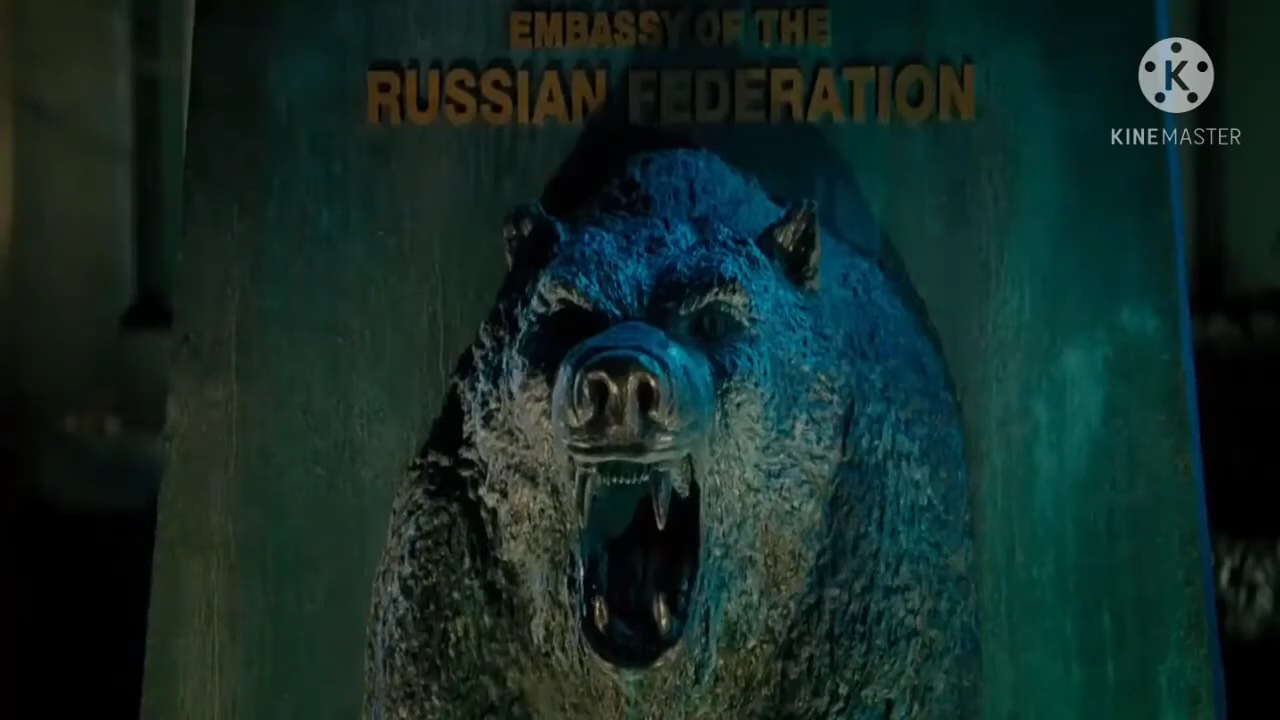 EMBASSY OF THE
RUSSIAN FEDERATION
K
KINEMASTER